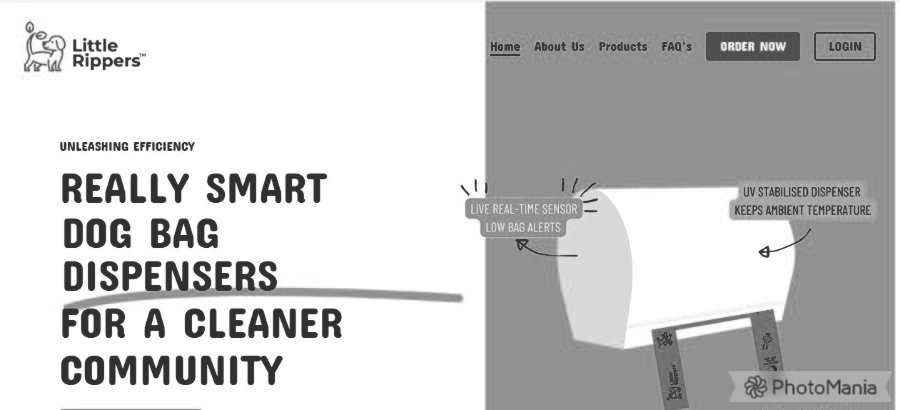 Little
Rippers™
Home About Us Products FAQ's ORDER NOW LOGIN
UNLEASHING EFFICIENCY
REALLY SMART
DOG BAG
DISPENSERS
FOR A CLEANER
COMMUNITY
LIVE REAL-TIME SENSOR
LOW BAG ALERTS
UV STABILISED DISPENSER
KEEPS AMBIENT TEMPERATURE
PhotoMania